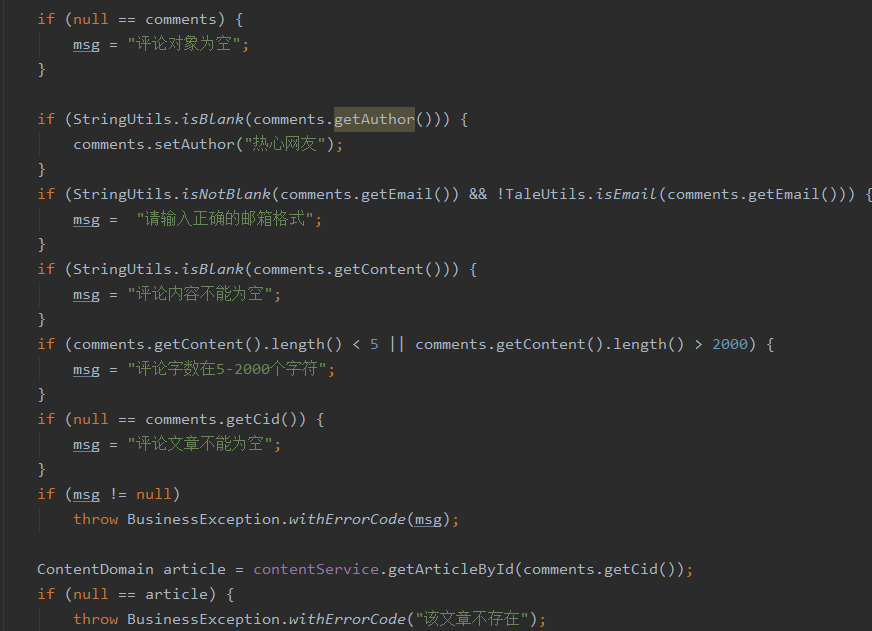 if (null == comments) {
msg = "评论对象为空";
}
if (StringUtils.isBlank(comments.getAuthor())) {
comments.setAuthor("热心网友");
}
if (StringUtils.isNotBlank(comments.getEmail()) && !TaleUtils.isEmail(comments.getEmail())) {
msg =  "请输入正确的邮箱格式";
}
if (StringUtils.isBlank(comments.getContent())) {
msg = "评论内容不能为空";
}
if (comments.getContent().length() < 5 || comments.getContent().length() > 2000) {
msg = "评论字数在5-2000个字符";
}
if (null == comments.getCid()) {
msg = "评论文章不能为空";
}
if (msg != null)
throw BusinessException.withErrorCode(msg);
ContentDomain article = contentService.getArticleById(comments.getCid());
if (null == article) {
throw BusinessException.withErrorCode("该文章不存在");